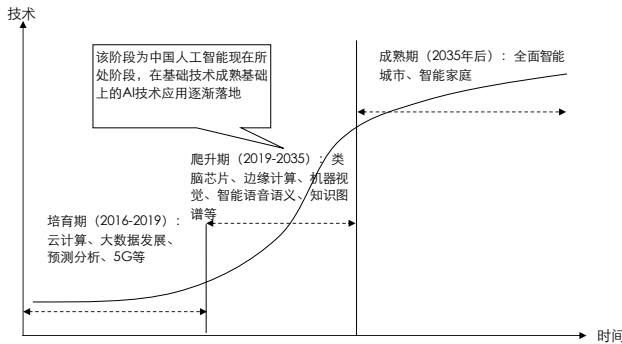 技术
该阶段为中国人工智能现在所
处阶段，在基础技术成熟基础
上的AI技术应用逐渐落地
成熟期（2035年后）：全面智能
城市、智能家庭
爬升期（2019-2035）：类
脑芯片、边缘计算、机器视
觉、智能语音语义、知识图
谱等
培育期（2016-2019）：
云计算、大数据发展、
预测分析、5G等
时间